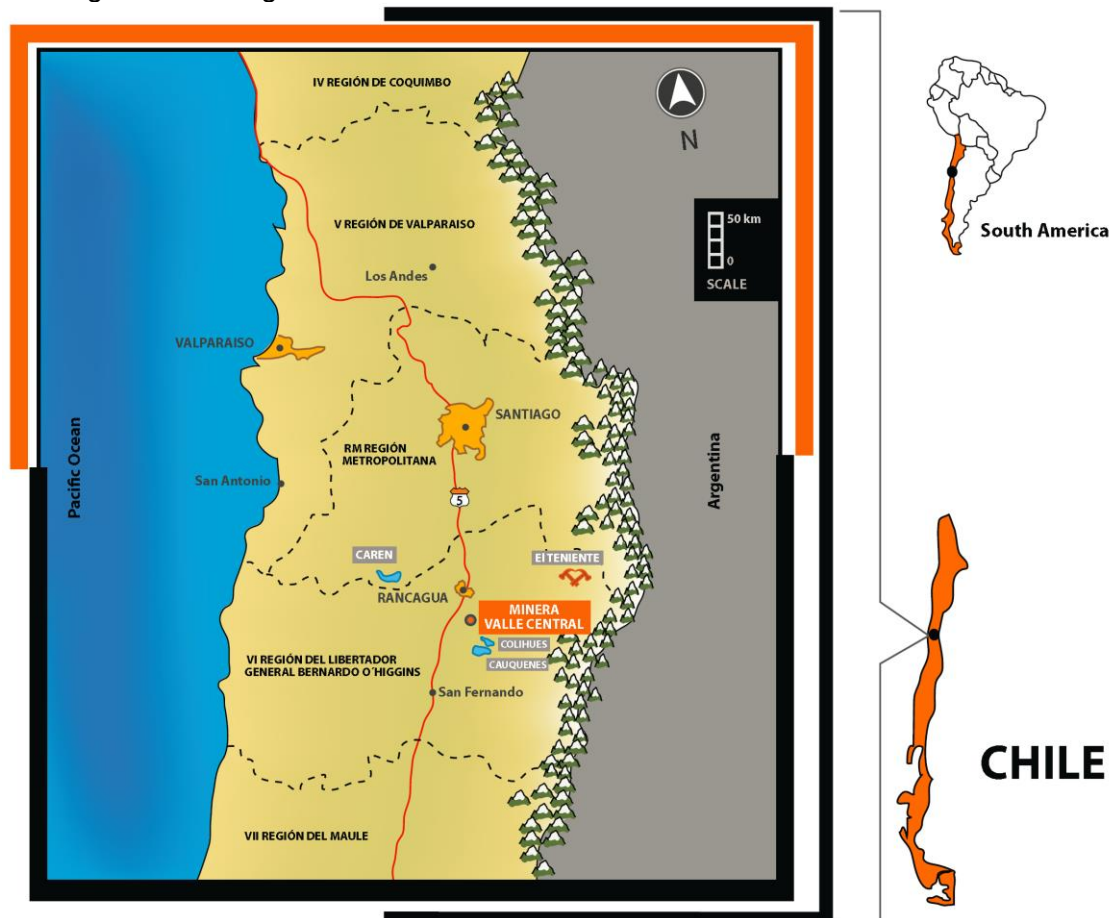 IV REGIÓN DE COQUIMBO
N
V REGIÓN DE VALPARAISO
50 km
0
SCALE
South America
Los Andes
VALPARAISO
SANTIAGO
RM REGIÓN
METROPOLITANA
Pacific Ocean
San Antonio
Argentina
5
CAREN
El TENIENTE
RANCAGUA
MINERA
VALLE CENTRAL
COLIHUES
CAUQUENES
VI REGIÓN DEL LIBERTADOR
GENERAL BERNARDO O´HIGGINS
San Fernando
CHILE
VII REGIÓN DEL MAULE